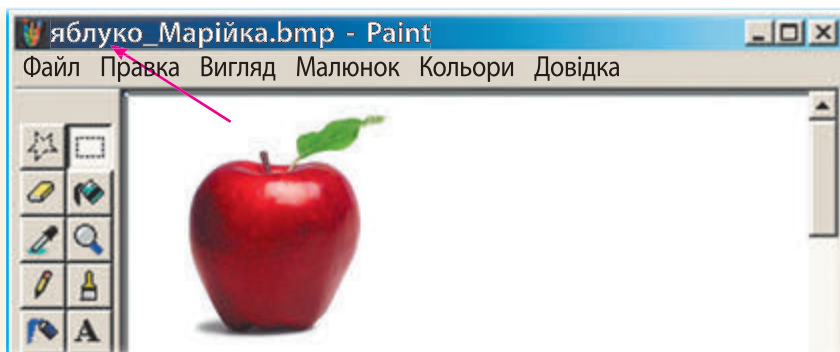 яблуко_Марійка.bmp - Paint
Файл Правка Вигляд Малюнок Кольори Довідка
A